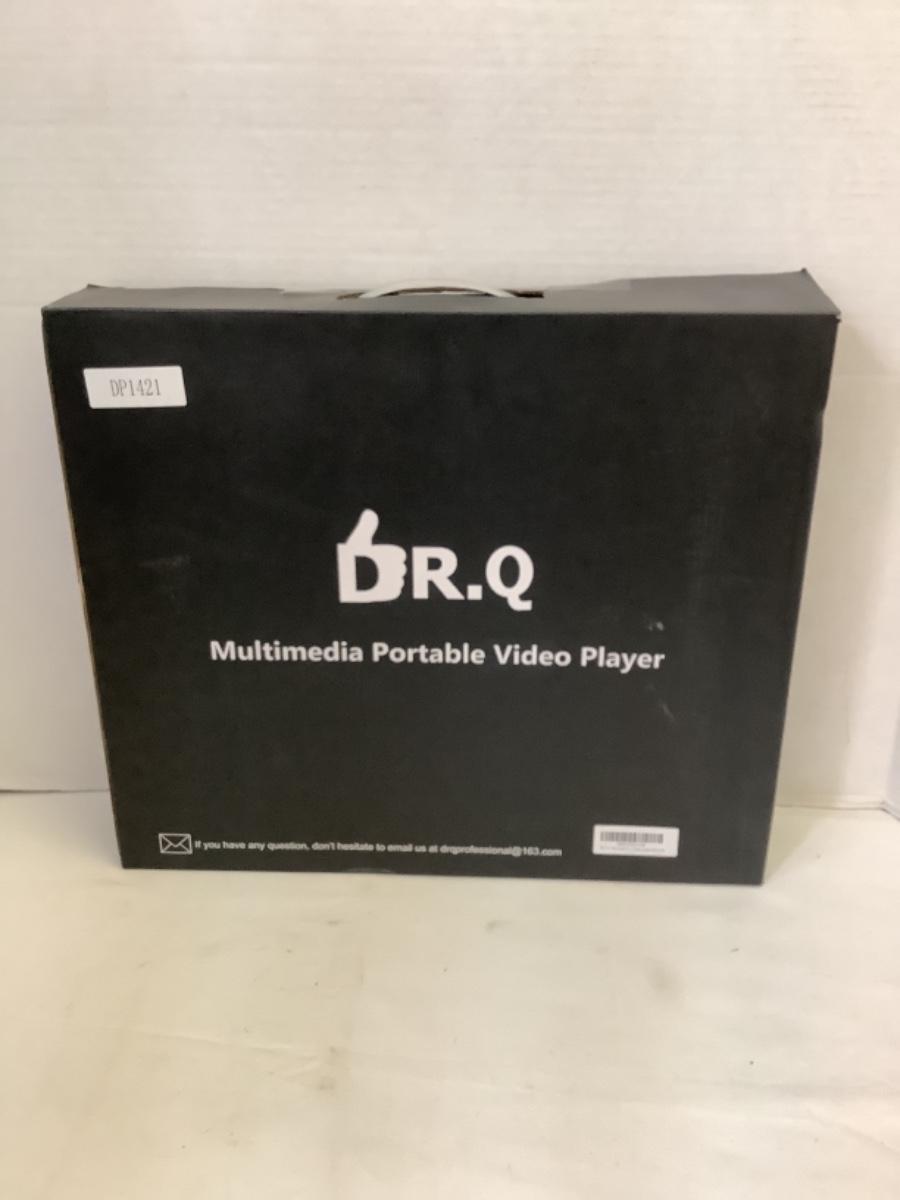 DP1421
DR.Q
Multimedia Portable Video Player
If you have any question, don't hesitate to email us at drqprofessional@163.com